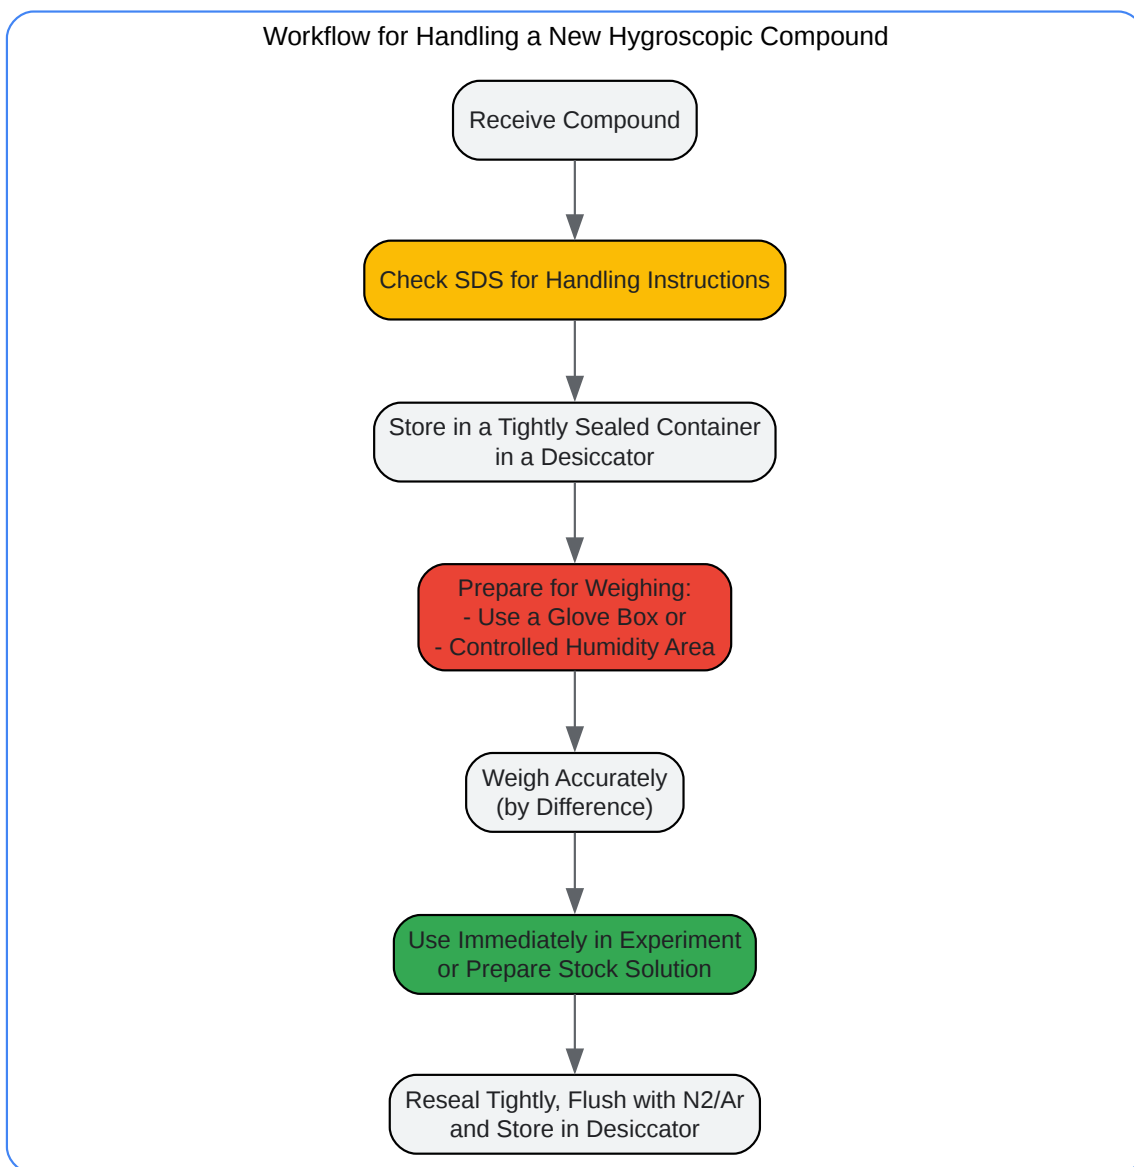 Workflow for Handling a New Hygroscopic Compound
Receive Compound
Check SDS for Handling Instructions
Store in a Tightly Sealed Container
in a Desiccator
Prepare for Weighing:
- Use a Glove Box or
- Controlled Humidity Area
Weigh Accurately
(by Difference)
Use Immediately in Experiment
or Prepare Stock Solution
Reseal Tightly, Flush with N2/Ar
and Store in Desiccator